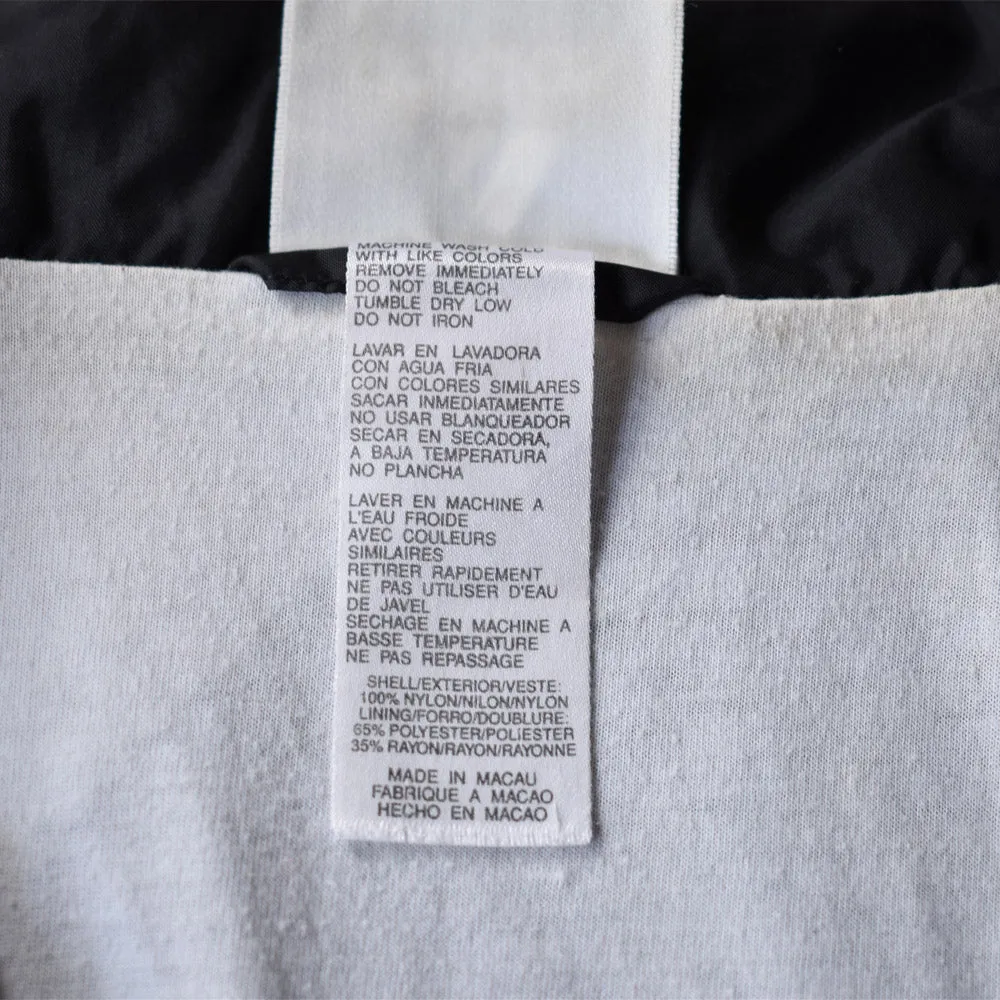 MACHINE WASH COLD
WITH LIKE COLORS
REMOVE IMMEDIATELY
DO NOT BLEACH
TUMBLE DRY LOW
DO NOT IRON
LAVAR EN LAVADORA
CON AGUA FRIA
CON COLORES SIMILARES
SACAR INMEDIATAMENTE
NO USAR BLANQUEADOR
SECAR EN SECADORA,
A BAJA TEMPERATURA
NO PLANCHA
LAVER EN MACHINE A
L'EAU FROIDE
AVEC COULEURS
SIMILAIRES
RETIRER RAPIDEMENT
NE PAS UTILISER D'EAU
DE JAVEL
SECHAGE EN MACHINE A
BASSE TEMPERATURE
NE PAS REPASSAGE
SHELL/EXTERIOR/VESTE:
100% NYLON/NILON/NYLON
LINING/FORRO/DOUBLURE:
65% POLYESTER/POLIESTER
35% RAYON/RAYON/RAYONNE
MADE IN MACAU
FABRIQUE A MACAO
HECHO EN MACAO